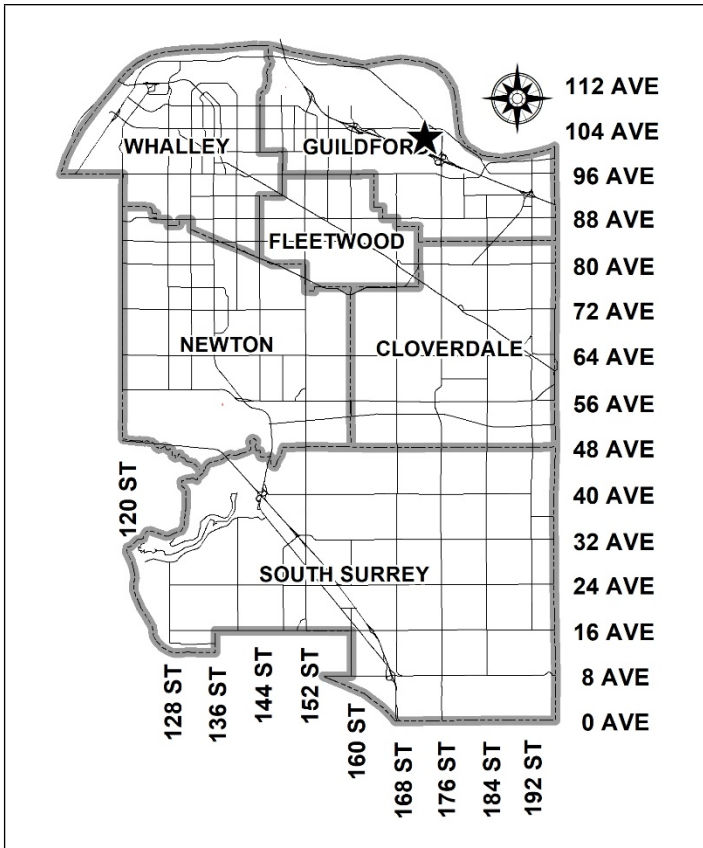 112 AVE
104 AVE
WHALLEY
GUILDFORD
96 AVE
88 AVE
FLEETWOOD
80 AVE
72 AVE
NEWTON
CLOVERDALE
64 AVE
56 AVE
48 AVE
120 ST
40 AVE
32 AVE
SOUTH SURREY
24 AVE
16 AVE
8 AVE
0 AVE
128 ST
136 ST
144 ST
152 ST
160 ST
168 ST
176 ST
184 ST
192 ST